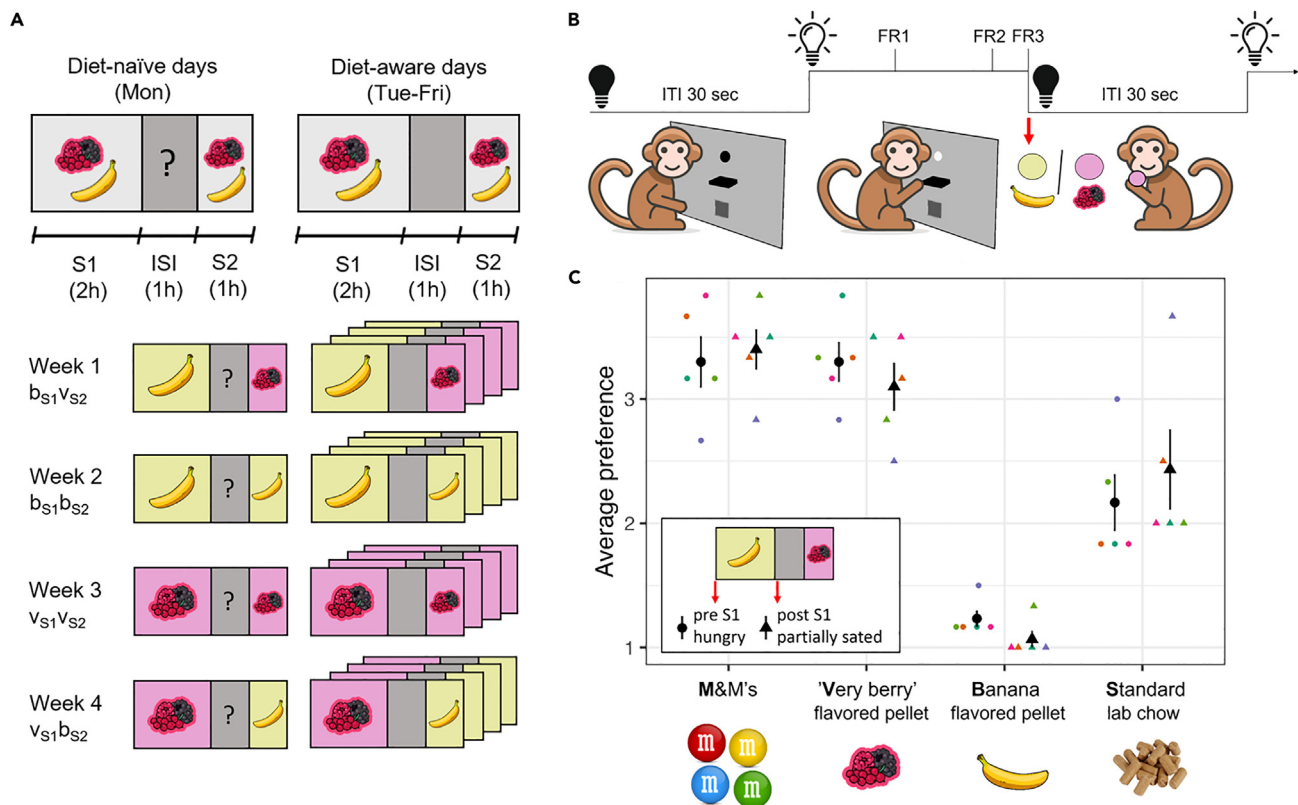 A
Diet-naïve days
(Mon)
Diet-aware days
(Tue-Fri)
?
S1
(2h)
ISI
(1h)
S2
(1h)
S1
(2h)
ISI
(1h)
S2
(1h)
Week 1
bS1vS2
?
Week 2
bS1bS2
?
Week 3
vS1vS2
?
Week 4
vS1bS2
?
B
ITI 30 sec
FR1
FR2
FR3
ITI 30 sec
C
Average preference
3
2
1
pre S1
hungry
post S1
partially sated
M&M's
'Very berry'
flavored pellet
Banana
flavored pellet
Standard
lab chow
m
m
m
m